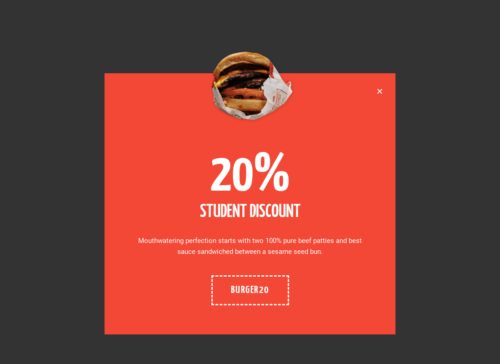 20%
STUDENT DISCOUNT
Mouthwatering perfection starts with two 100% pure beef patties and best
sauce sandwiched between a sesame seed bun.
BURGER20